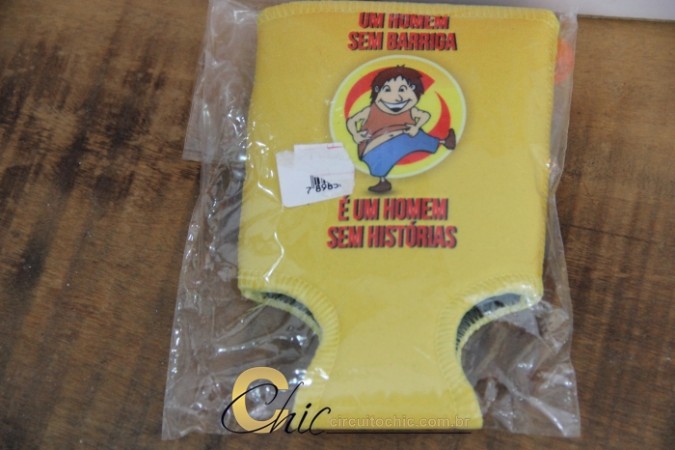 UM HOMEM
SEM BARRIGA
É UM HOMEM
SEM HISTÓRIAS
Chic
circuitochic.com.br